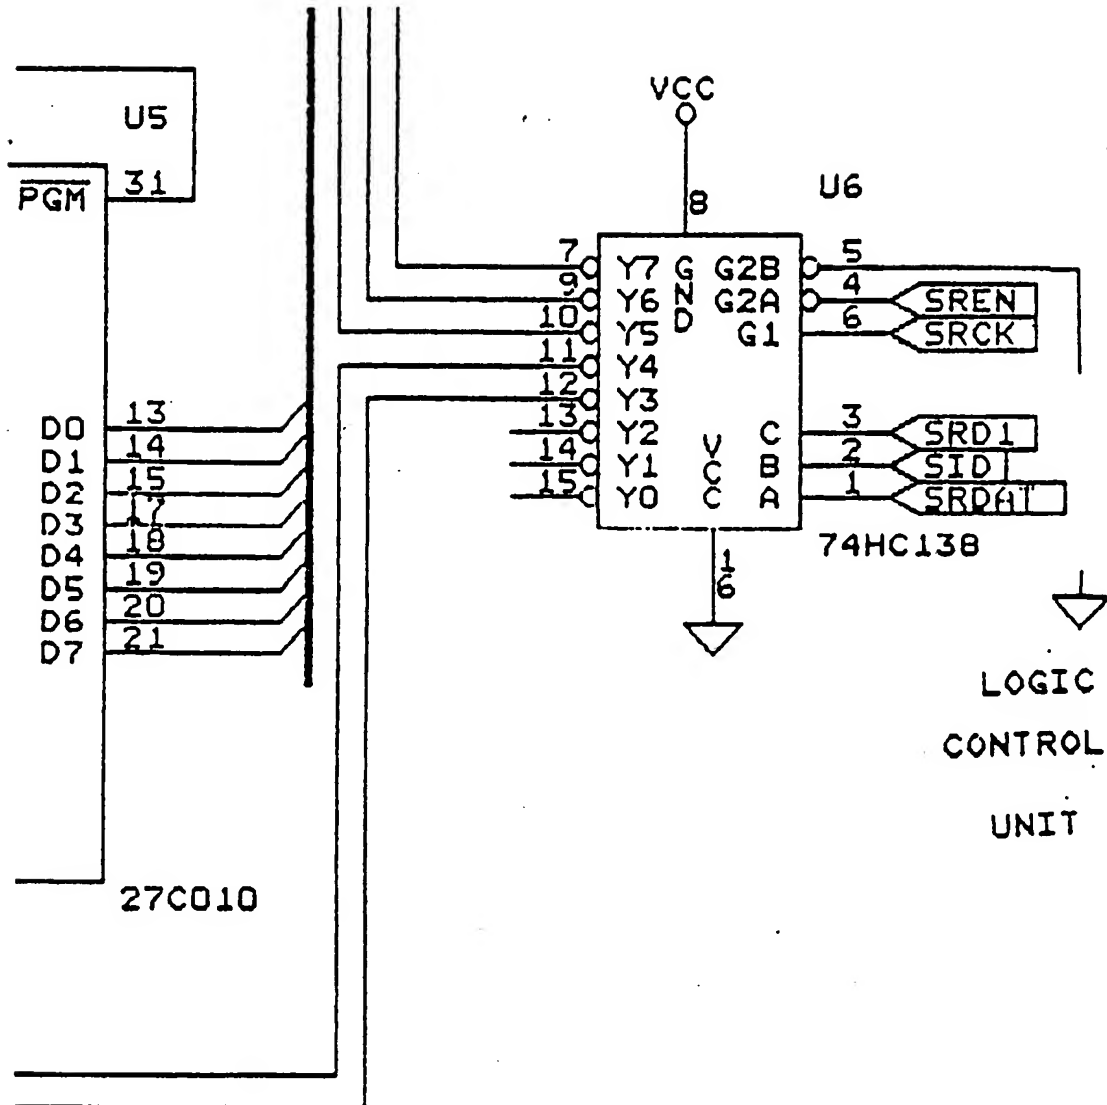 VCC
U5
31
PGM
8
U6
7 Y7 G G2B 5
9 Y6 N G2A 4 SREN
10 Y5 D G1 6 SRCK
11 Y4
12 Y3
13 Y2 V C 3 SRD1
14 Y1 C B 2 SID
15 Y0 C A 1 SRDAT
D0 13
D1 14
D2 15
D3 17
D4 18
D5 19
D6 20
D7 21
74HC138
16
LOGIC
CONTROL
UNIT
27C010